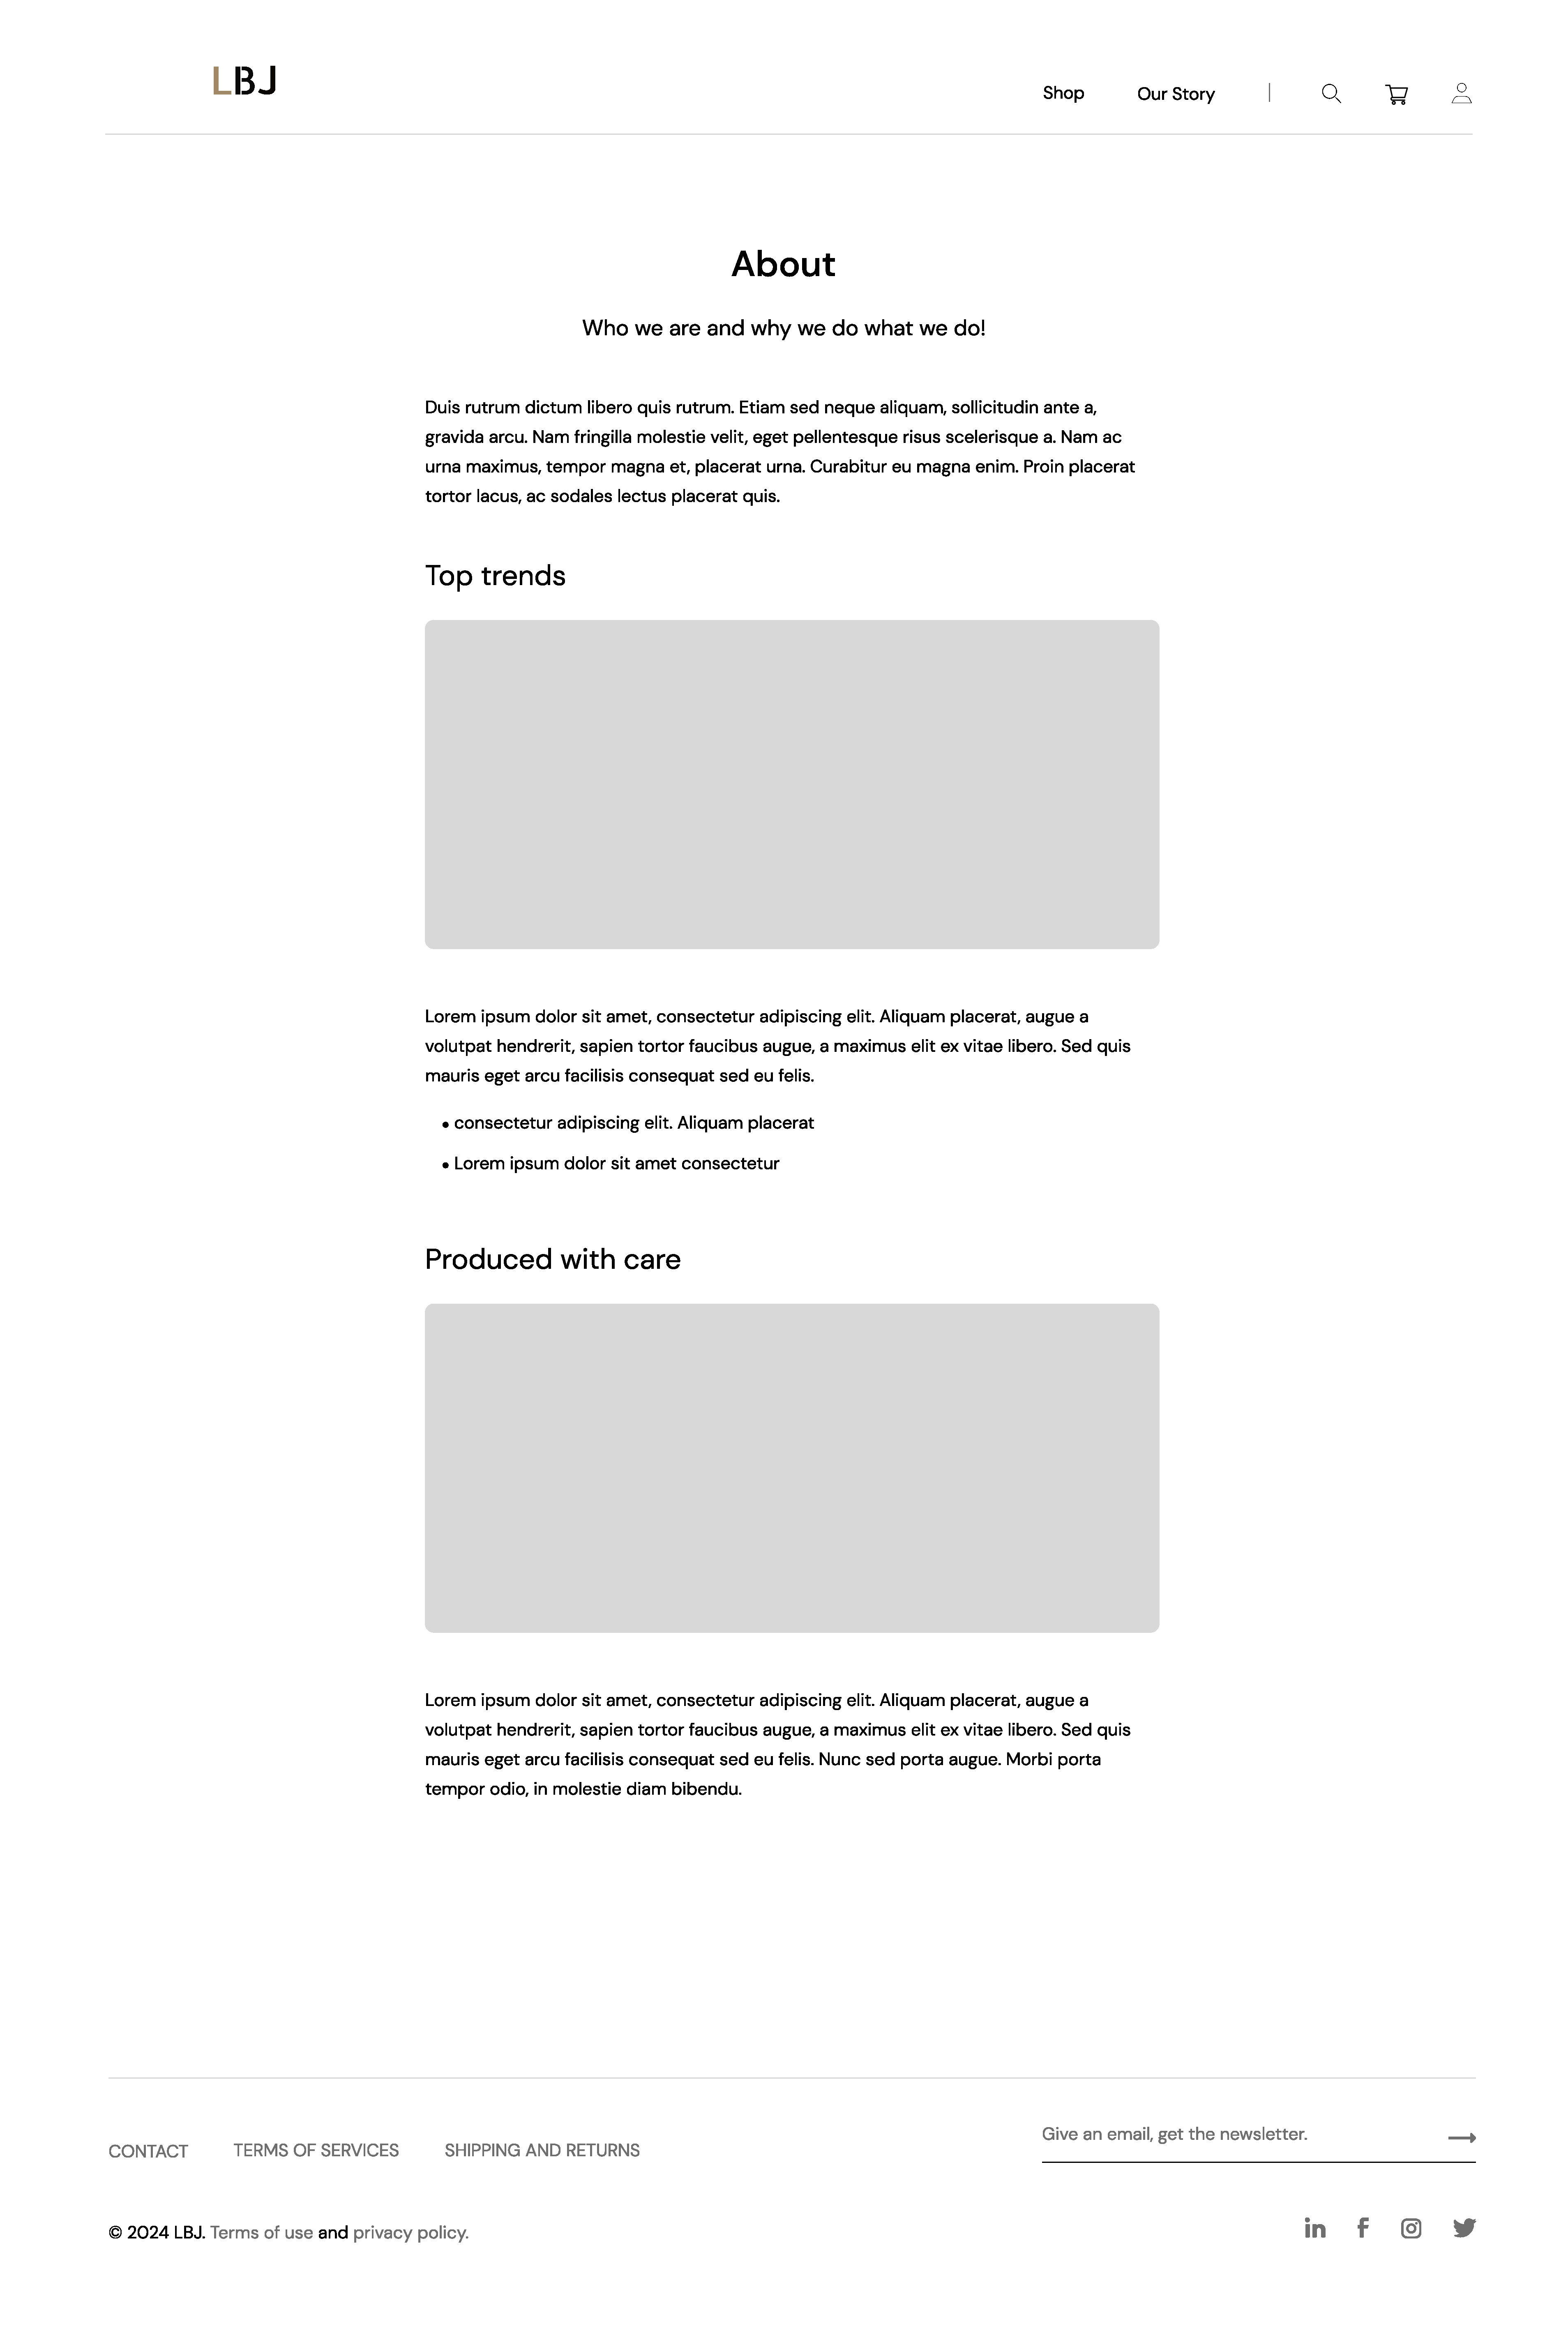 LBJ
Shop Our Story
About
Who we are and why we do what we do!
Duis rutrum dictum libero quis rutrum. Etiam sed neque aliquam, sollicitudin ante a,
gravida arcu. Nam fringilla molestie velit, eget pellentesque risus scelerisque a. Nam ac
urna maximus, tempor magna et, placerat urna. Curabitur eu magna enim. Proin placerat
tortor lacus, ac sodales lectus placerat quis.
Top trends
Lorem ipsum dolor sit amet, consectetur adipiscing elit. Aliquam placerat, augue a
volutpat hendrerit, sapien tortor faucibus augue, a maximus elit ex vitae libero. Sed quis
mauris eget arcu facilisis consequat sed eu felis.
• consectetur adipiscing elit. Aliquam placerat
• Lorem ipsum dolor sit amet consectetur
Produced with care
Lorem ipsum dolor sit amet, consectetur adipiscing elit. Aliquam placerat, augue a
volutpat hendrerit, sapien tortor faucibus augue, a maximus elit ex vitae libero. Sed quis
mauris eget arcu facilisis consequat sed eu felis. Nunc sed porta augue. Morbi porta
tempor odio, in molestie diam bibendu.
Give an email, get the newsletter.
CONTACT TERMS OF SERVICES SHIPPING AND RETURNS
© 2024 LBJ. Terms of use and privacy policy.